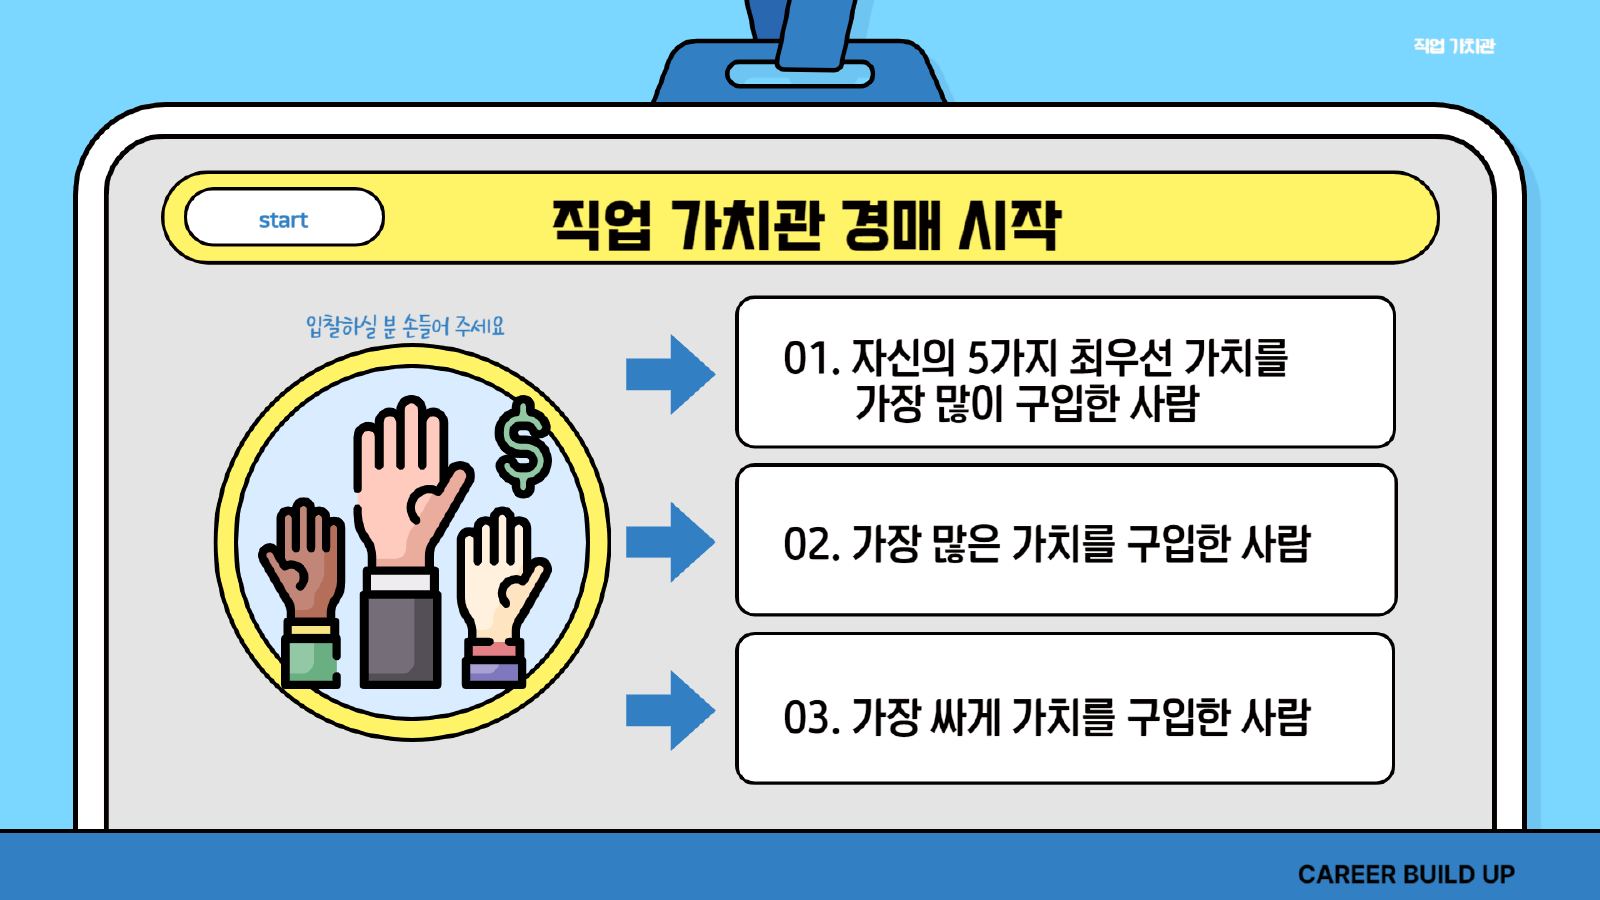 직업 가치관
start
직업 가치관 경매 시작
입찰하실 분 손들어 주세요
01. 자신의 5가지 최우선 가치를
가장 많이 구입한 사람
02. 가장 많은 가치를 구입한 사람
03. 가장 싸게 가치를 구입한 사람
CAREER BUILD UP